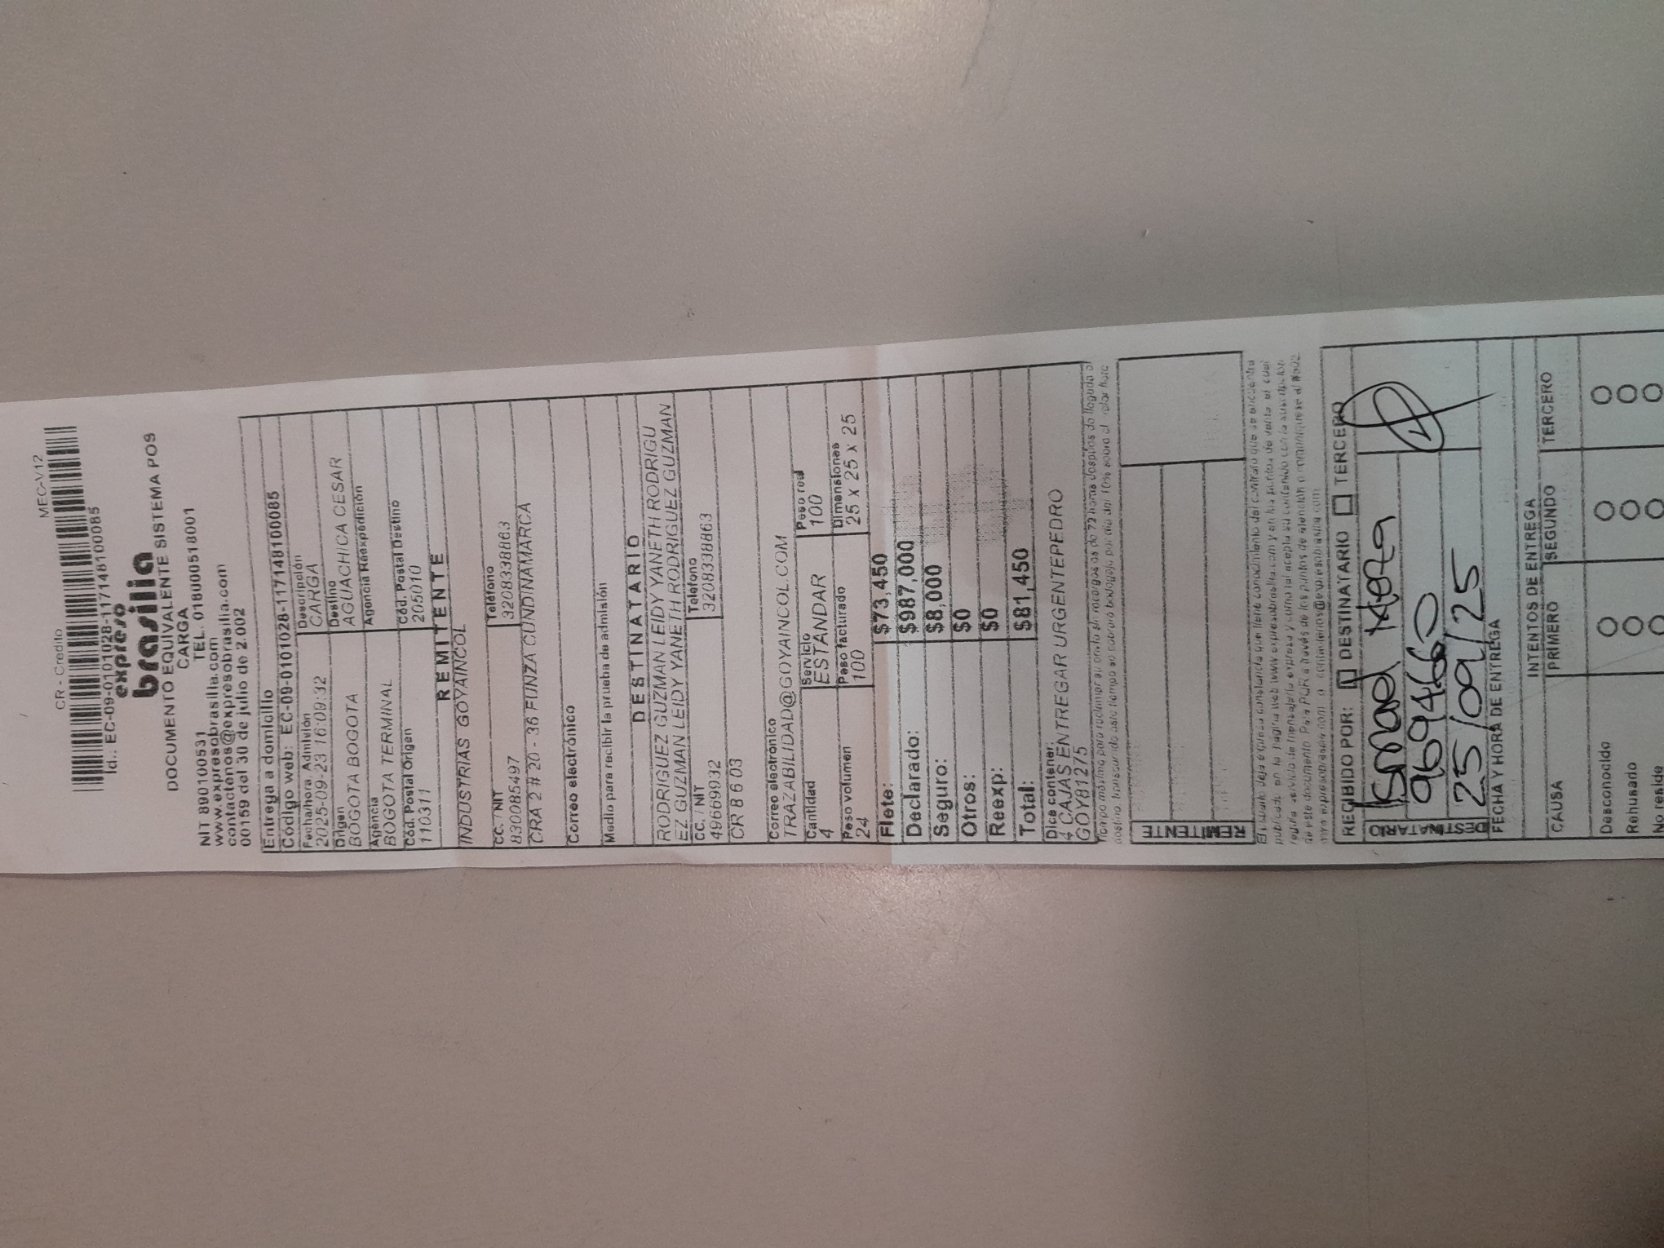 CR - Credito
MEC-V12
Id.: EC-09-0101028-1171481 00085
expreso
brasilia
DOCUMENTO EQUIVALENTE SISTEMA POS
CARGA
NIT 890100531 TEL. 018000518001
www.expresobrasilia.com
contactenos@expresobrasilia.com
00159 del 30 de julio de 2.002
Entrega a domicilio
Código web: EC-09-0101028-117148100085
Fecha/hora Admisión Descripción
2025-09-23 16:09:32 CARGA
Origen Destino
BOGOTA BOGOTA AGUACHICA CESAR
Agencia Agencia Reexpedición
BOGOTA TERMINAL
Cód. Postal Origen Cód. Postal Destino
110311 205010
REMITENTE
INDUSTRIAS GOYAINCOL
CC. / NIT Teléfono
830085497 3208338863
CRA 2 # 20 - 36 FUNZA CUNDINAMARCA
Correo electrónico
Medio para recibir la prueba de admisión
DESTINATARIO
RODRIGUEZ GUZMAN LEIDY YANETH RODRIGU
EZ GUZMAN LEIDY YANETH RODRIGUEZ GUZMAN
CC. / NIT Teléfono
49669932 3208338863
CR 8 6 03
Correo electrónico
TRAZABILIDAD@GOYAINCOL.COM
Cantidad Servicio Peso real
4 ESTÁNDAR 100
Peso volumen Peso facturado Dimensiones
24 100 25 x 25 x 25
Flete: $73,450
Declarado: $987,000
Seguro: $8,000
Otros: $0
Reexp: $0
Total: $81,450
Dice contener:
4 CAJAS ENTREGAR URGENTEPEDRO
GOY81275
REMITENTE
RECIBIDO POR: DESTINATARIO TERCERO
DESTINATARIO
Ismael
9694660
25/09/25
FECHA Y HORA DE ENTREGA
INTENTOS DE ENTREGA
CAUSA PRIMERO SEGUNDO TERCERO
Desconocido
Rehusado
No reside